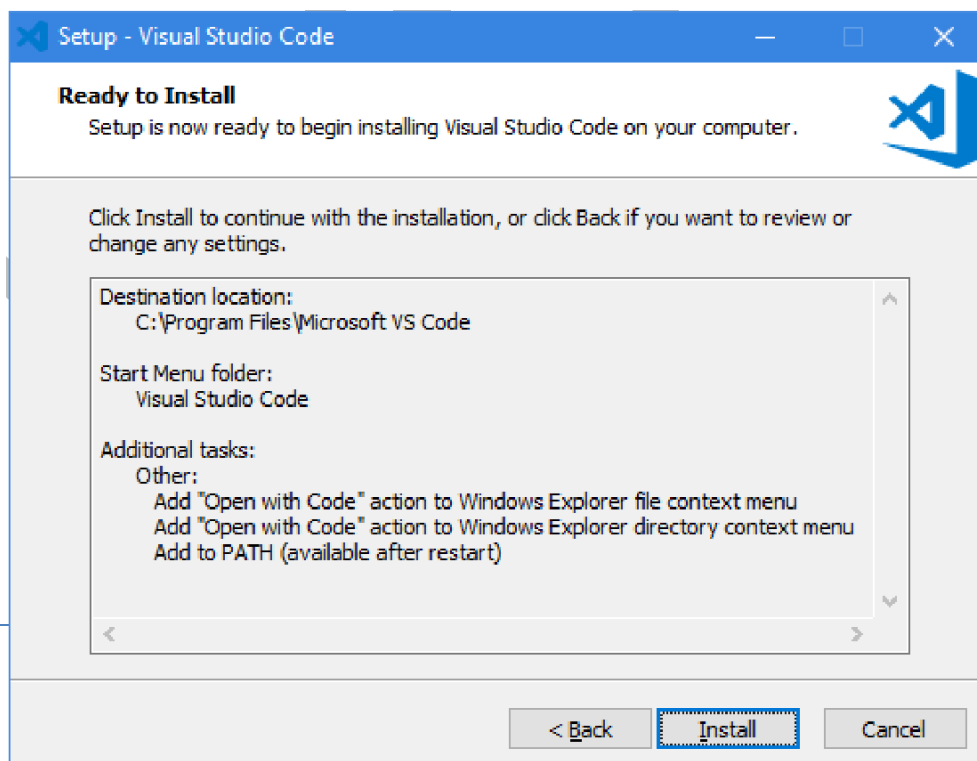 Setup - Visual Studio Code
Ready to Install
Setup is now ready to begin installing Visual Studio Code on your computer.
Click Install to continue with the installation, or click Back if you want to review or
change any settings.
Destination location:
C:\Program Files\Microsoft VS Code
Start Menu folder:
Visual Studio Code
Additional tasks:
Other:
Add "Open with Code" action to Windows Explorer file context menu
Add "Open with Code" action to Windows Explorer directory context menu
Add to PATH (available after restart)
< Back Install Cancel